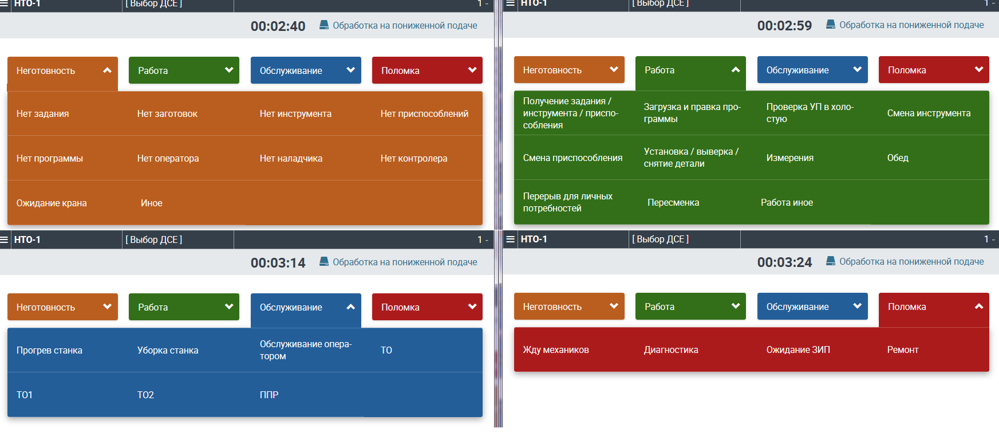 НТО-1 [ Выбор ДСЕ ] 1 ..
00:02:40 Обработка на пониженной подаче
Неготовность Работа Обслуживание Поломка
Нет задания Нет заготовок Нет инструмента Нет приспособлений
Нет программы Нет оператора Нет наладчика Нет контролера
Ожидание крана Иное
НТО-1 [ Выбор ДСЕ ] 1 ..
00:02:59 Обработка на пониженной подаче
Неготовность Работа Обслуживание Поломка
Получение задания /
инструмента / приспо-
собления
Загрузка и правка про-
граммы
Проверка УП в холо-
стую
Смена инструмента
Смена приспособления
Установка / выверка /
снятие детали
Измерения
Обед
Перерыв для личных
потребностей
Пересменка
Работа иное
НТО-1 [ Выбор ДСЕ ] 1 ..
00:03:14 Обработка на пониженной подаче
Неготовность Работа Обслуживание Поломка
Прогрев станка
Уборка станка
Обслуживание опера-
тором
ТО
ТО1 ТО2 ППР
НТО-1 [ Выбор ДСЕ ] 1 ..
00:03:24 Обработка на пониженной подаче
Неготовность Работа Обслуживание Поломка
Жду механиков Диагностика Ожидание ЗИП Ремонт